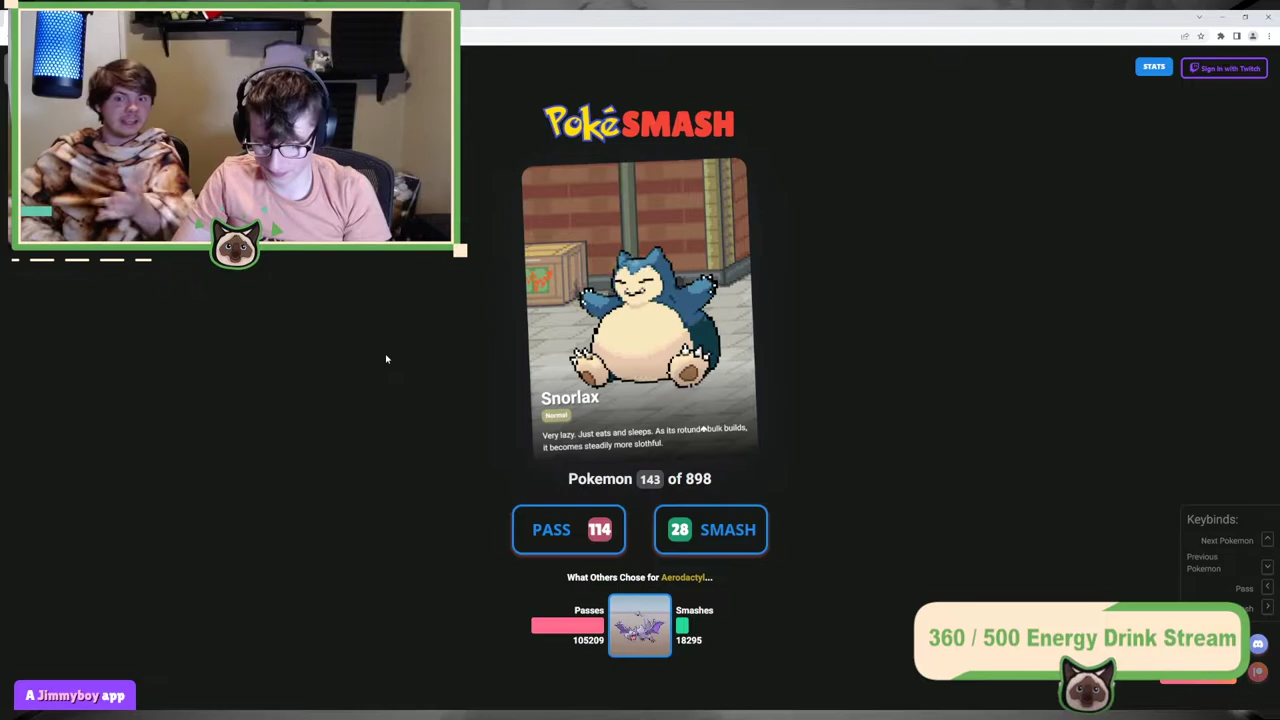 STATS
Sign in with Twitch
PokéSMASH
Snorlax
Normal
Very lazy. Just eats and sleeps. As its rotund bulk builds,
it becomes steadily more slothful.
Pokemon 143 of 898
PASS 114
28 SMASH
What Others Chose for Aerodactyl...
Passes
Smashes
105209
18295
Keybinds:
Next Pokemon
Previous
Pokemon
Pass
360 / 500 Energy Drink Stream
A Jimmyboy app